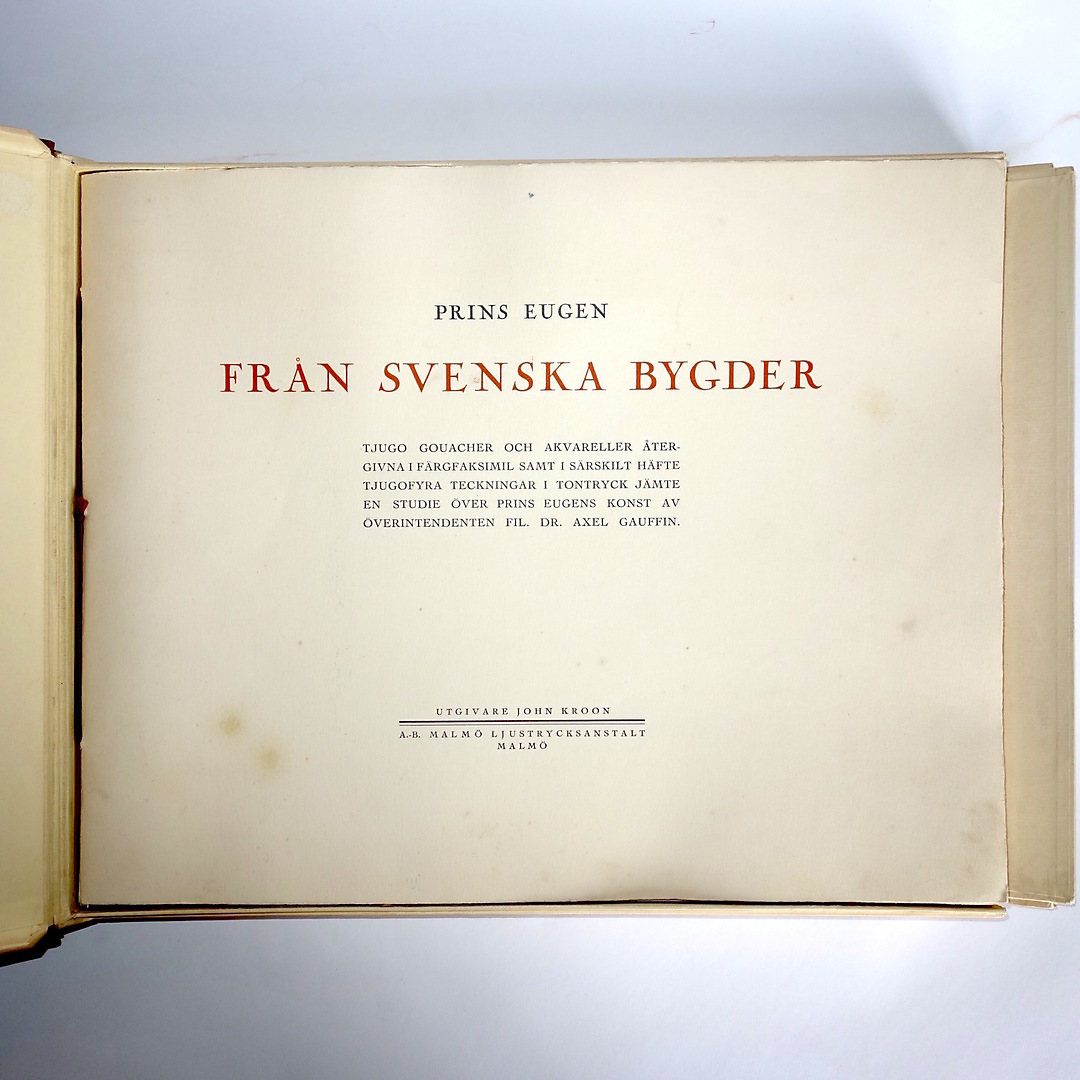 PRINS EUGEN
FRÅN SVENSKA BYGDER
TJUGO GOUACHER OCH AKVARELLER ÅTER-
GIVNA I FÄRGFAKSIMIL SAMT I SÄRSKILT HÄFTE
TJUGOFYRA TECKNINGAR I TONTRYCK JÄMTE
EN STUDIE ÖVER PRINS EUGENS KONST AV
ÖVERINTENDENTEN FIL. DR. AXEL GAUFFIN.
UTGIVARE JOHN KROON
A.-B. MALMÖ LJUSTRYCKSANSTALT
MALMÖ